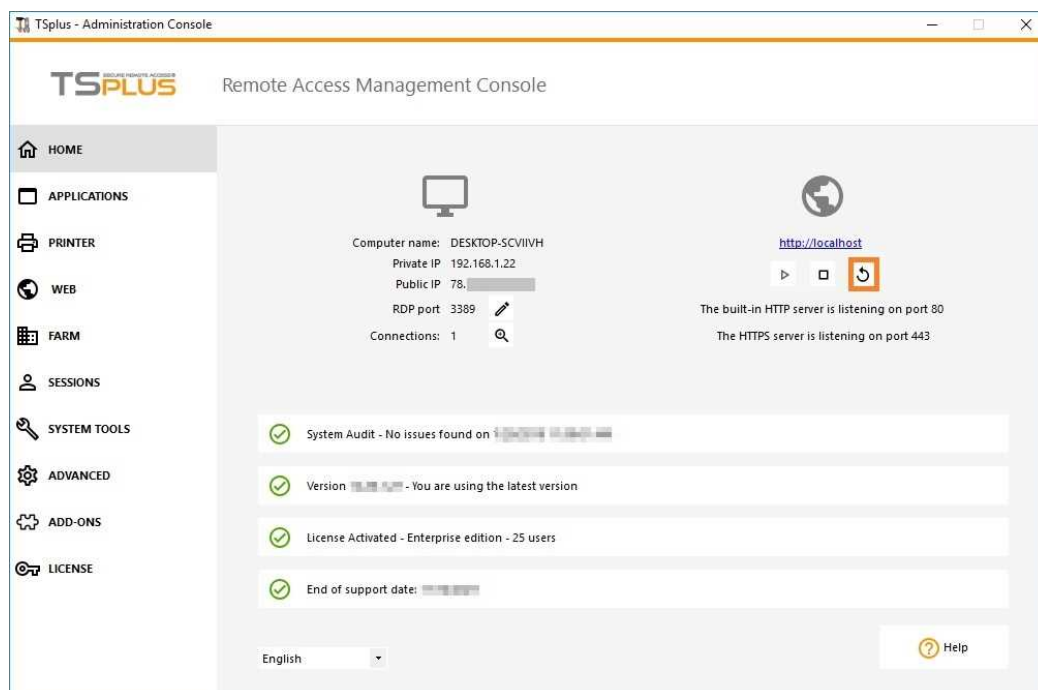 TSplus - Administration Console
TSPLUS
SECURE REMOTE ACCESS
Remote Access Management Console
HOME
APPLICATIONS
PRINTER
WEB
FARM
SESSIONS
SYSTEM TOOLS
ADVANCED
ADD-ONS
LICENSE
Computer name: DESKTOP-SCVIIVH
Private IP 192.168.1.22
Public IP 78.
RDP port 3389
Connections: 1
http://localhost
The built-in HTTP server is listening on port 80
The HTTPS server is listening on port 443
System Audit - No issues found on
Version - You are using the latest version
License Activated - Enterprise edition - 25 users
End of support date:
English
Help